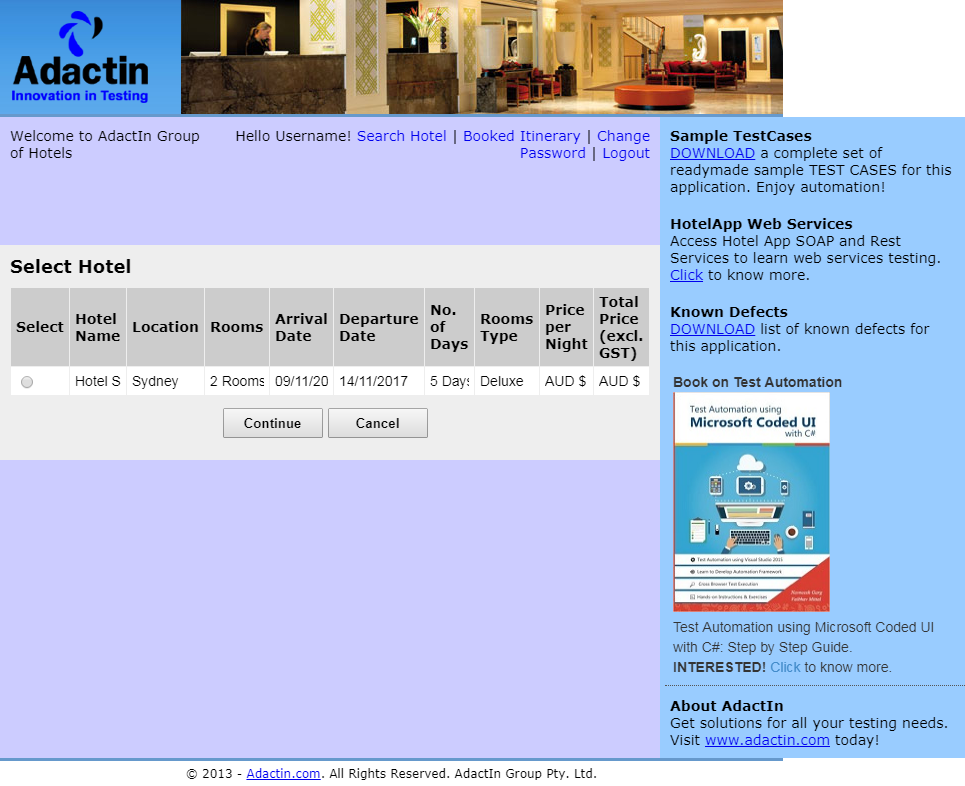 Adactin
Innovation in Testing
Welcome to AdactIn Group
of Hotels
Hello Username! Search Hotel | Booked Itinerary | Change
Password | Logout
Select Hotel
Select Hotel Name Location Rooms Arrival Date Departure Date No. of Days Rooms Type Price per Night Total Price (excl. GST)
Hotel S Sydney 2 Rooms 09/11/20 14/11/2017 5 Days Deluxe AUD $ AUD $
Continue Cancel
Sample TestCases
DOWNLOAD a complete set of
readymade sample TEST CASES for this
application. Enjoy automation!
HotelApp Web Services
Access Hotel App SOAP and Rest
Services to learn web services testing.
Click to know more.
Known Defects
DOWNLOAD list of known defects for
this application.
Book on Test Automation
Test Automation using
Microsoft Coded UI
with C#
Test Automation using Visual Studio 2015
Learn to Develop Automation Framework
Cross Browser Test Execution
Hands-on Instructions & Exercises
Navneesh Garg
Test Automation using Microsoft Coded UI
with C#: Step by Step Guide.
INTERESTED! Click to know more.
About AdactIn
Get solutions for all your testing needs.
Visit www.adactin.com today!
© 2013 - Adactin.com. All Rights Reserved. AdactIn Group Pty. Ltd.